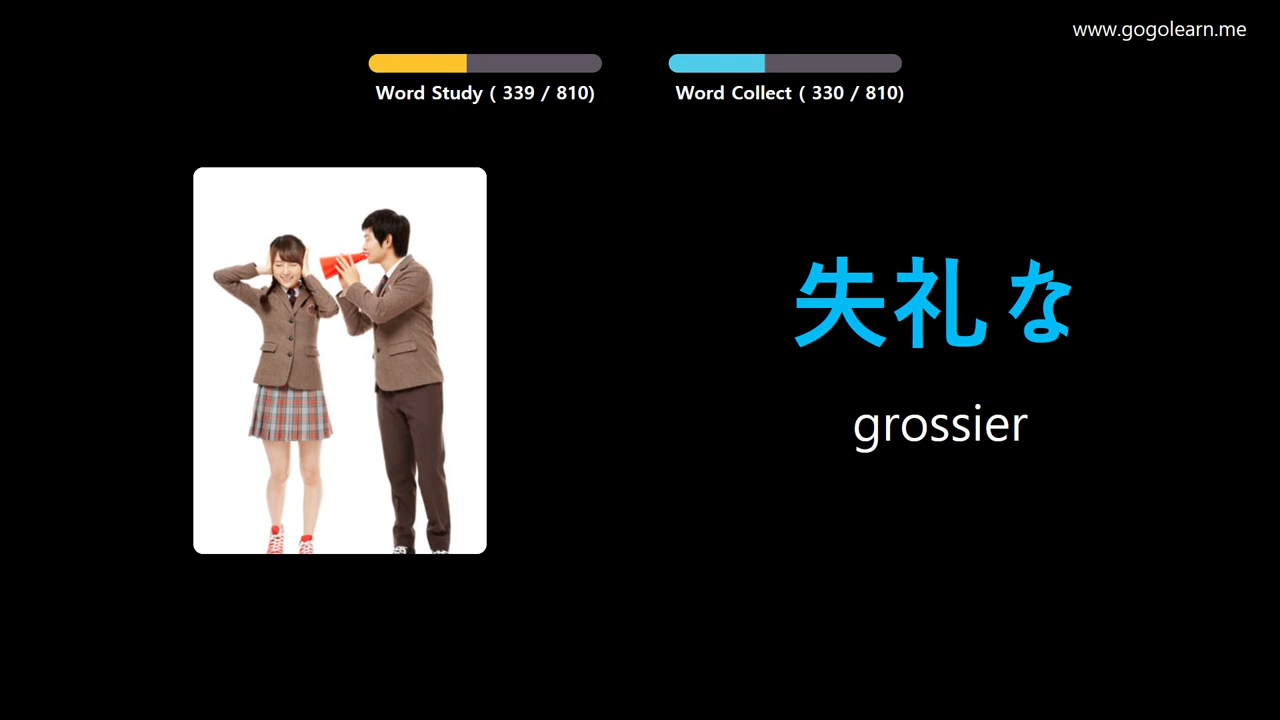 www.gogolearn.me
Word Study ( 339 / 810)
Word Collect ( 330 / 810)
失礼な
grossier